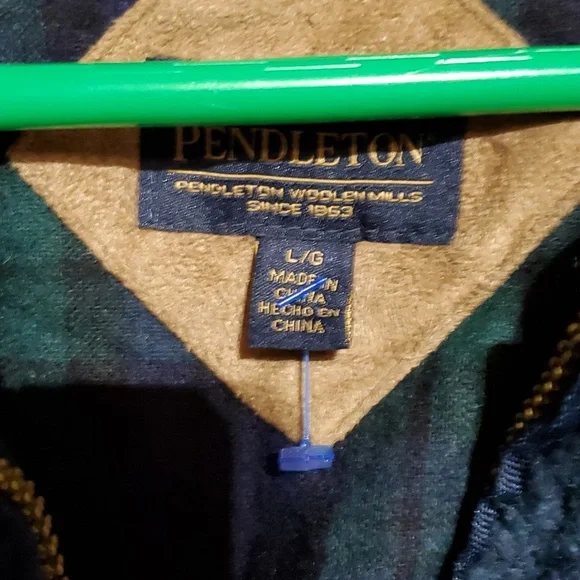 PENDLETON
PENDLETON WOOLEN MILLS
SINCE 1863
L/G
MADE IN
CHINA
HECHO EN
CHINA